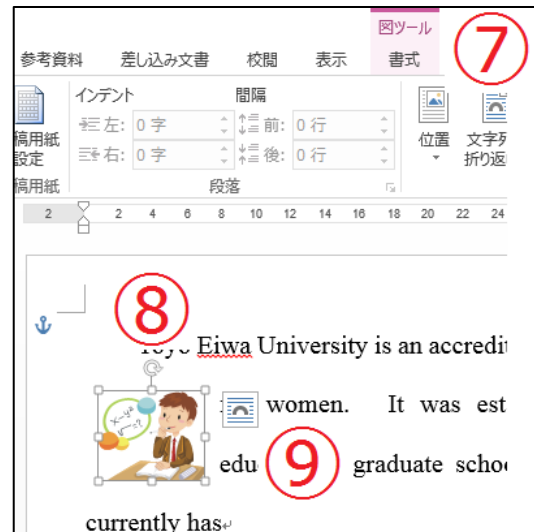 図ツール
参考資料 差し込み文書 校閲 表示 書式 ⑦
インデント 間隔
稿用紙 左: 0 字 前: 0 行 位置 文字列
設定 右: 0 字 後: 0 行 折り返
稿用紙 段落
2 2 4 6 8 10 12 14 16 18 20 22 24
⑧
Toyo Eiwa University is an accredit
x-y²=?
women. It was est
edu ⑨ graduate schoo
currently has